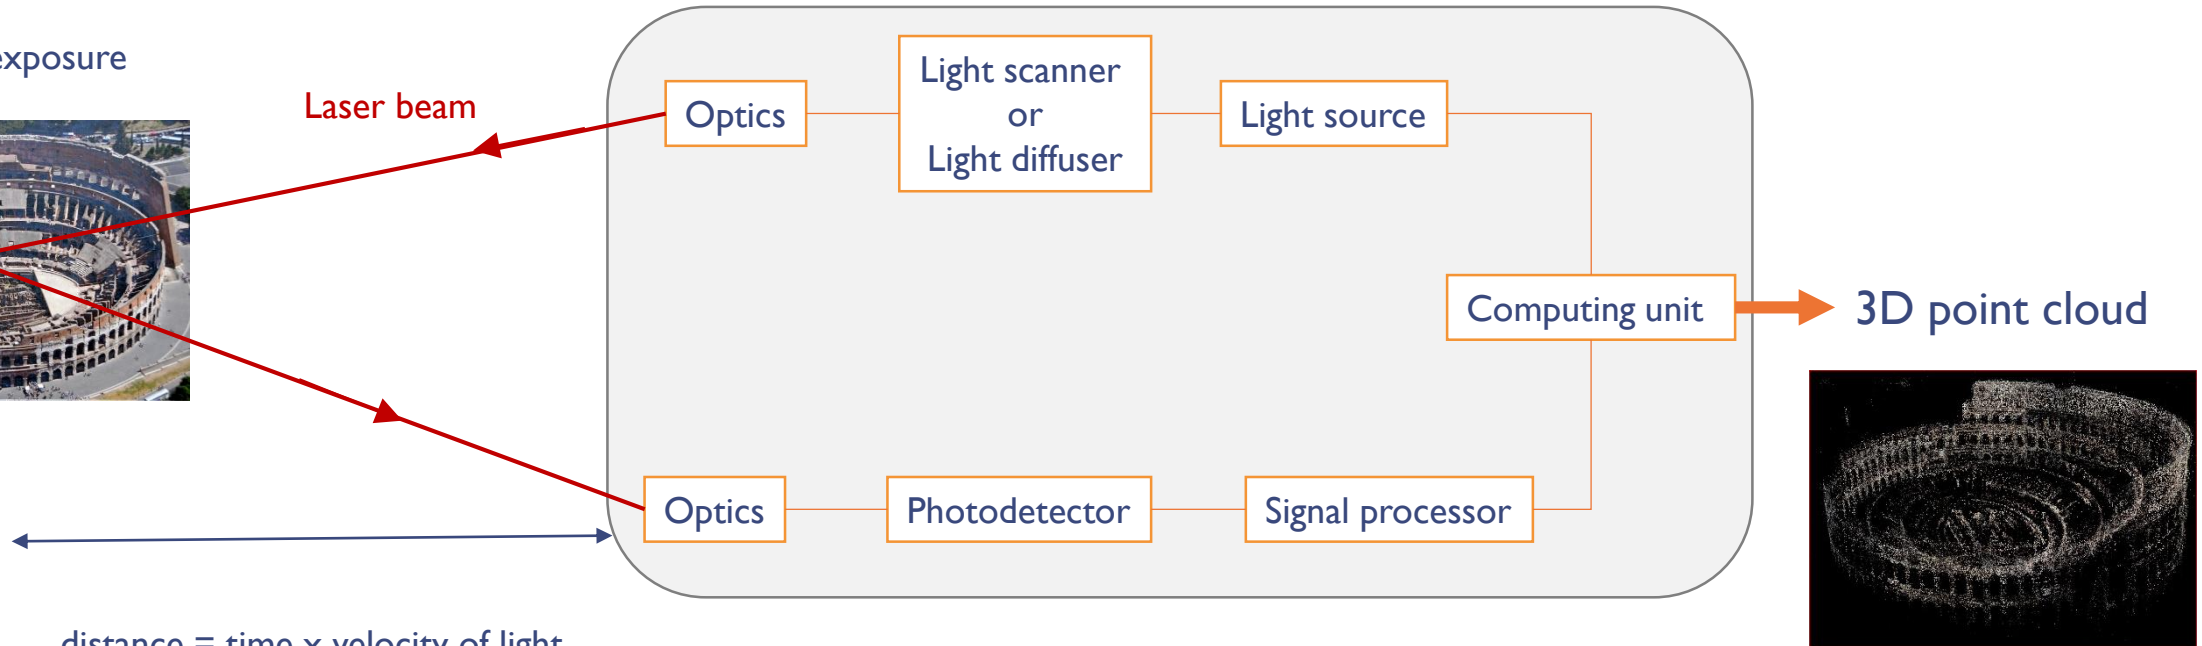 exposure
Laser beam
Optics
Light scanner
or
Light diffuser
Light source
Computing unit
3D point cloud
Optics
Photodetector
Signal processor
distance = time x velocity of light